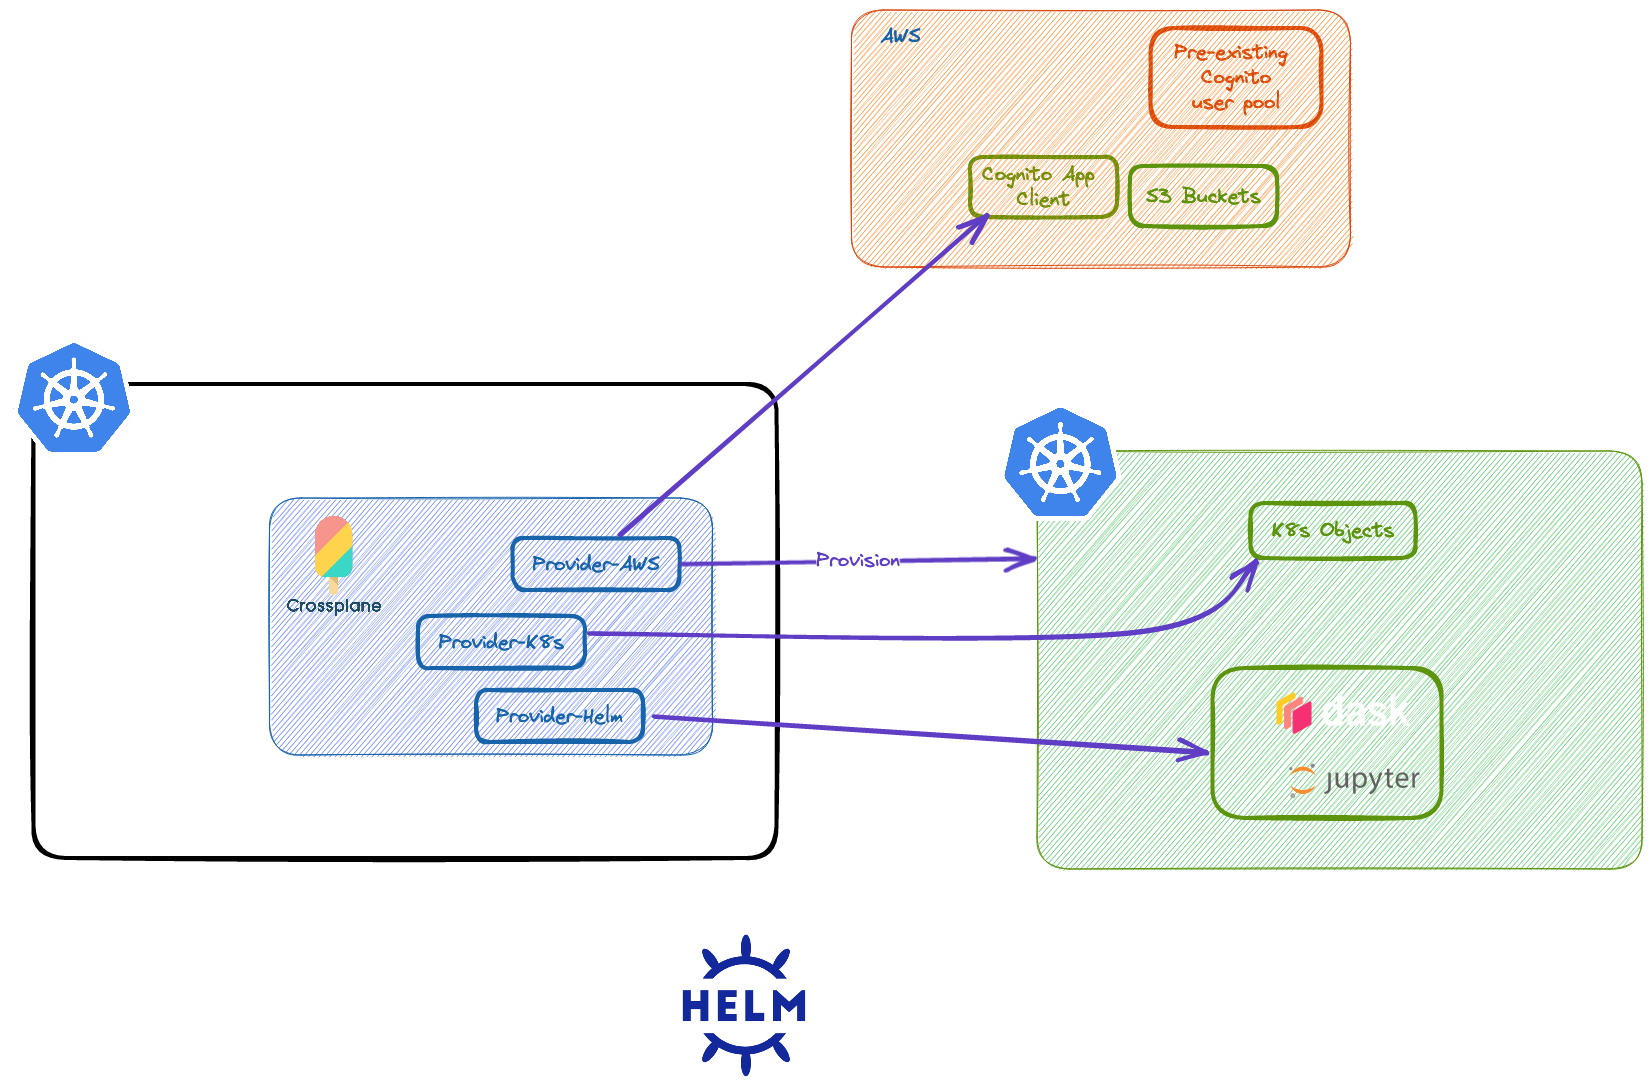 AWS
Pre-existing
Cognito
user pool
Cognito App
Client
S3 Buckets
Crossplane
Provider-AWS
Provision
Provider-K8s
Provider-Helm
K8s Objects
dask
jupyter
HELM